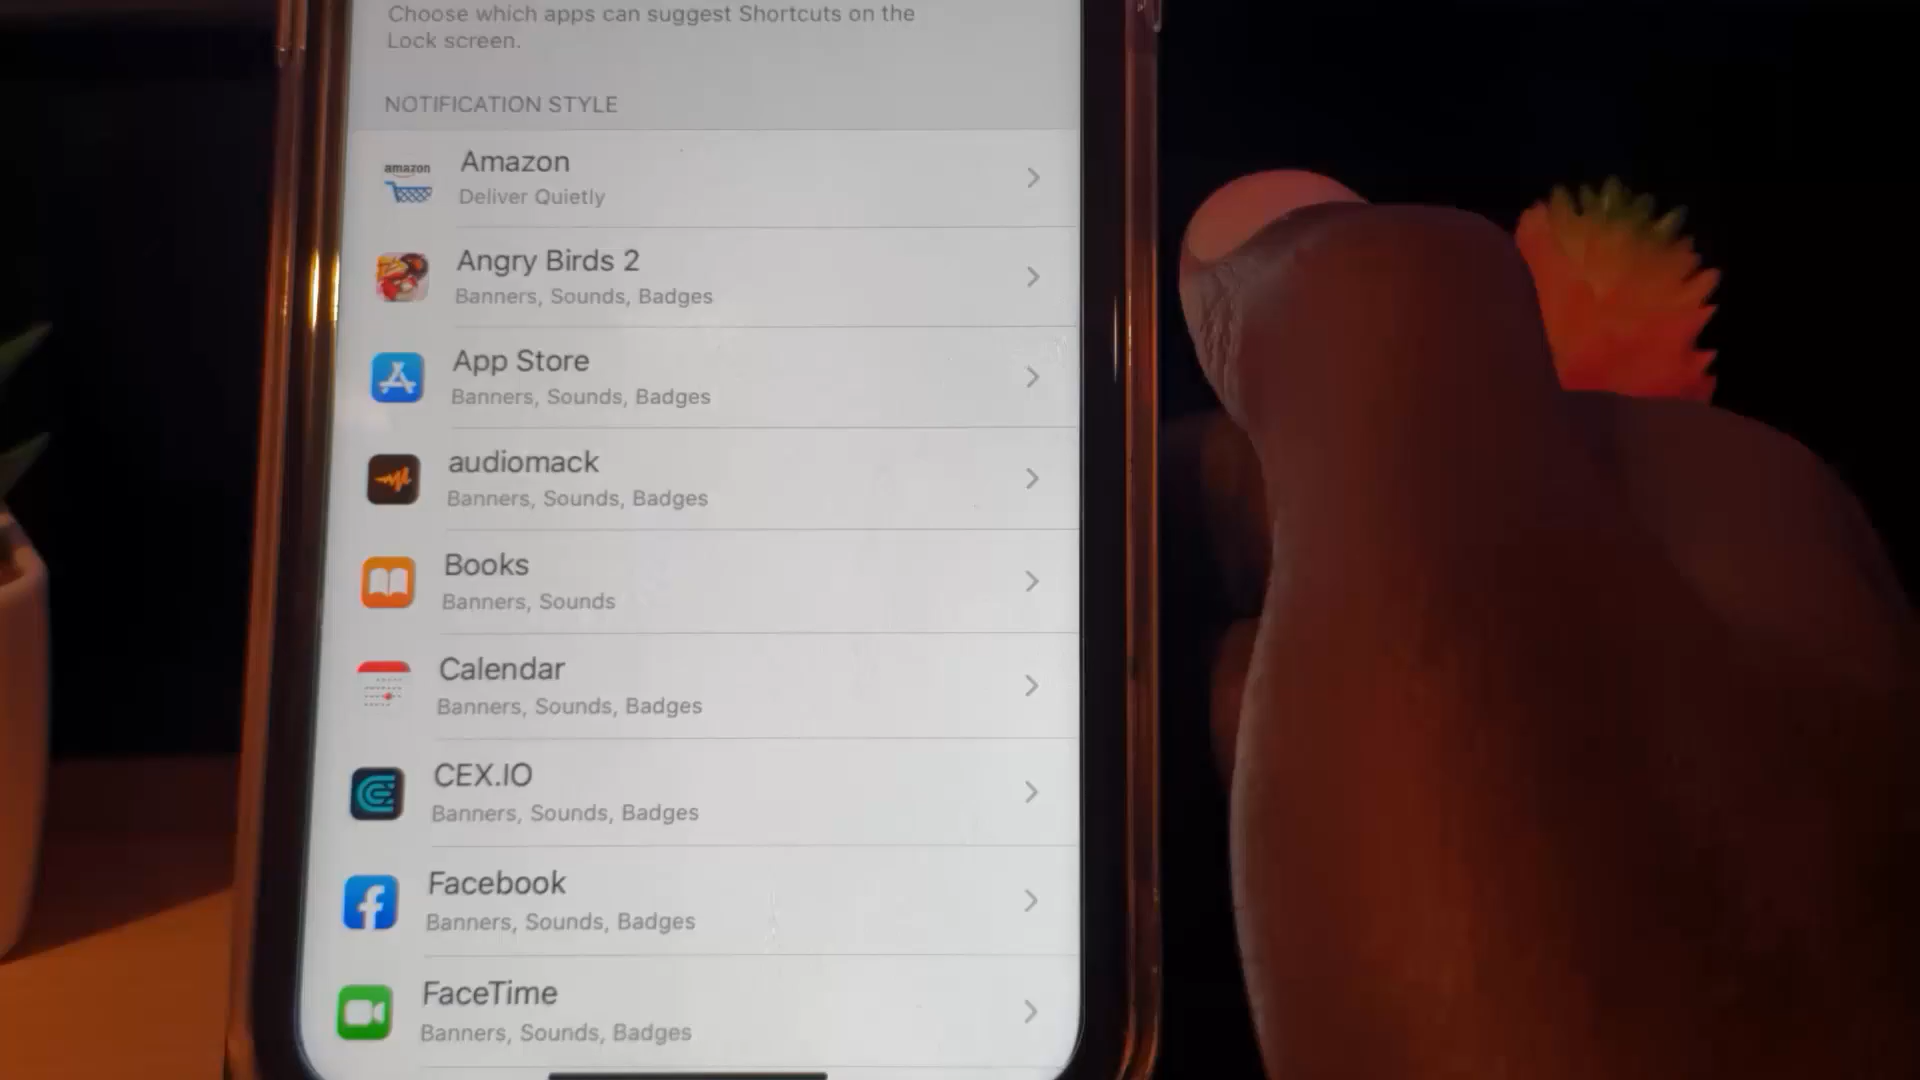 Choose which apps can suggest Shortcuts on the
Lock screen.
NOTIFICATION STYLE
amazon
Amazon
Deliver Quietly
Angry Birds 2
Banners, Sounds, Badges
App Store
Banners, Sounds, Badges
audiomack
Banners, Sounds, Badges
Books
Banners, Sounds
Calendar
Banners, Sounds, Badges
CEX.IO
Banners, Sounds, Badges
Facebook
Banners, Sounds, Badges
FaceTime
Banners, Sounds, Badges